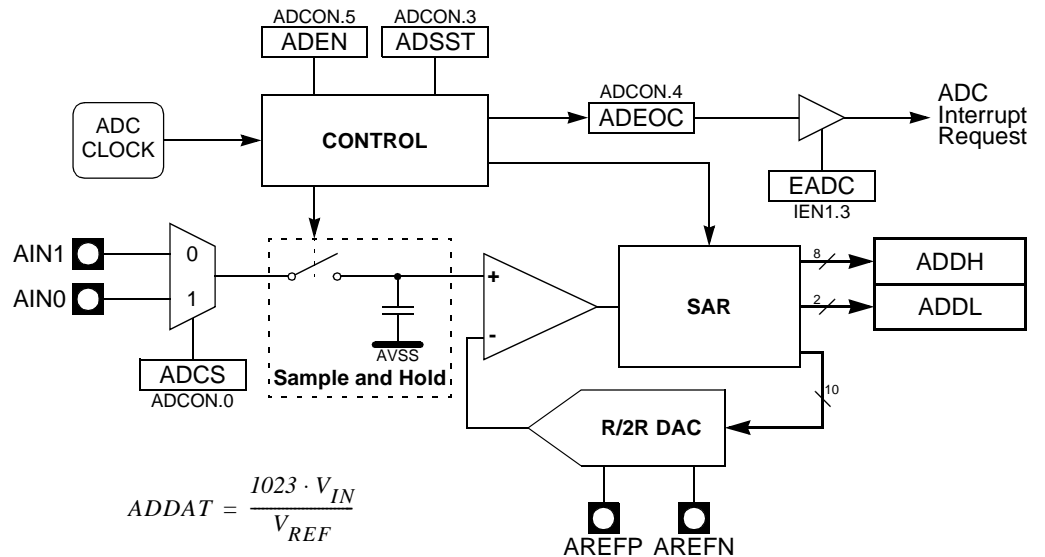 ADCON.5
ADEN
ADCON.3
ADSST
ADC
CLOCK
CONTROL
ADCON.4
ADEOC
ADC
Interrupt
Request
EADC
IEN1.3
AIN1
AIN0
0
1
ADCS
ADCON.0
AVSS
Sample and Hold
+
-
SAR
8
ADDH
2
ADDL
10
R/2R DAC
AREFP
AREFN
ADDAT = 1023 · V_IN / V_REF